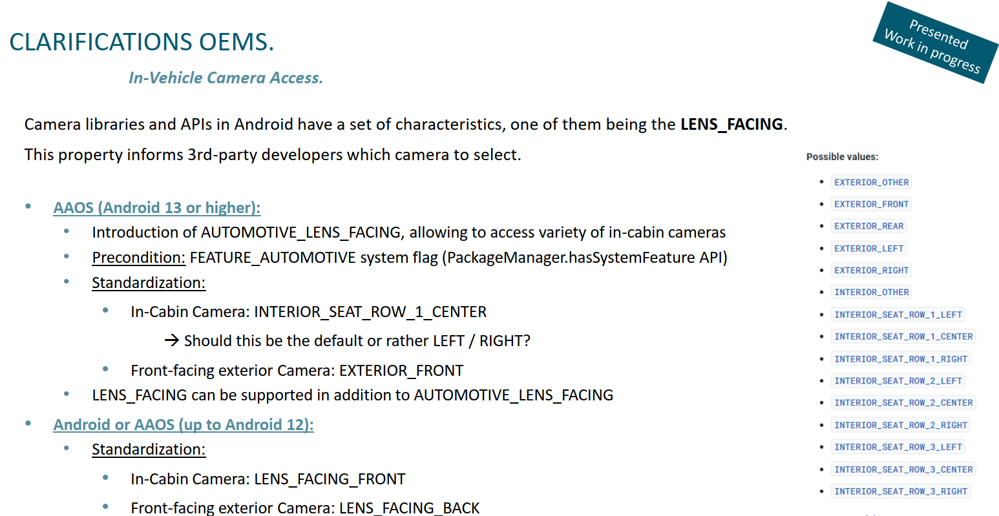 CLARIFICATIONS OEMS.
Presented
Work in progress
In-Vehicle Camera Access.
Camera libraries and APIs in Android have a set of characteristics, one of them being the LENS_FACING.
This property informs 3rd-party developers which camera to select.
• AAOS (Android 13 or higher):
• Introduction of AUTOMOTIVE_LENS_FACING, allowing to access variety of in-cabin cameras
• Precondition: FEATURE_AUTOMOTIVE system flag (PackageManager.hasSystemFeature API)
• Standardization:
• In-Cabin Camera: INTERIOR_SEAT_ROW_1_CENTER
→ Should this be the default or rather LEFT / RIGHT?
• Front-facing exterior Camera: EXTERIOR_FRONT
• LENS_FACING can be supported in addition to AUTOMOTIVE_LENS_FACING
• Android or AAOS (up to Android 12):
• Standardization:
• In-Cabin Camera: LENS_FACING_FRONT
• Front-facing exterior Camera: LENS_FACING_BACK
Possible values:
• EXTERIOR_OTHER
• EXTERIOR_FRONT
• EXTERIOR_REAR
• EXTERIOR_LEFT
• EXTERIOR_RIGHT
• INTERIOR_OTHER
• INTERIOR_SEAT_ROW_1_LEFT
• INTERIOR_SEAT_ROW_1_CENTER
• INTERIOR_SEAT_ROW_1_RIGHT
• INTERIOR_SEAT_ROW_2_LEFT
• INTERIOR_SEAT_ROW_2_CENTER
• INTERIOR_SEAT_ROW_2_RIGHT
• INTERIOR_SEAT_ROW_3_LEFT
• INTERIOR_SEAT_ROW_3_CENTER
• INTERIOR_SEAT_ROW_3_RIGHT